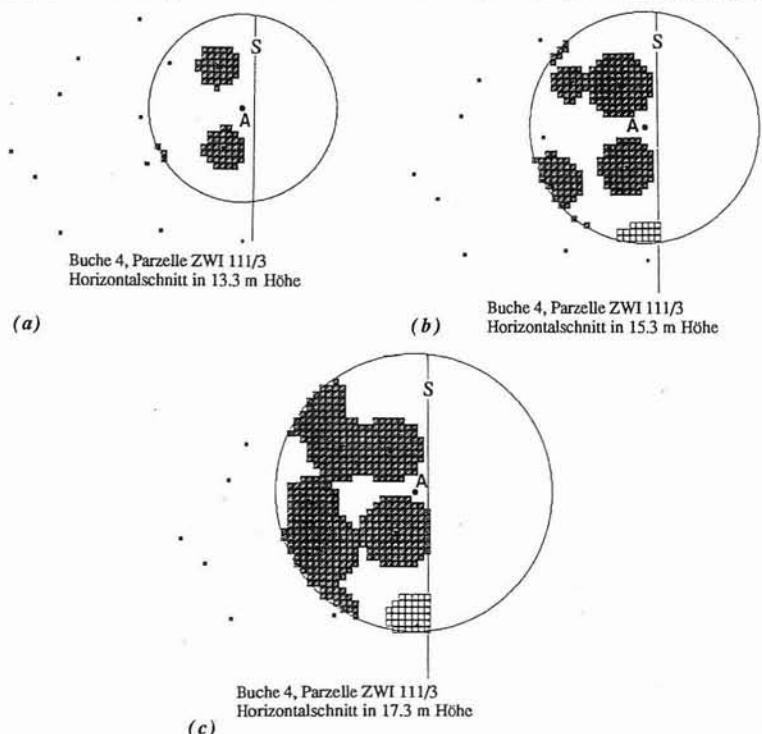 S
A
Buche 4, Parzelle ZWI 111/3
Horizontalschnitt in 13.3 m Höhe
(a)
S
A
Buche 4, Parzelle ZWI 111/3
Horizontalschnitt in 15.3 m Höhe
(b)
S
A
Buche 4, Parzelle ZWI 111/3
Horizontalschnitt in 17.3 m Höhe
(c)